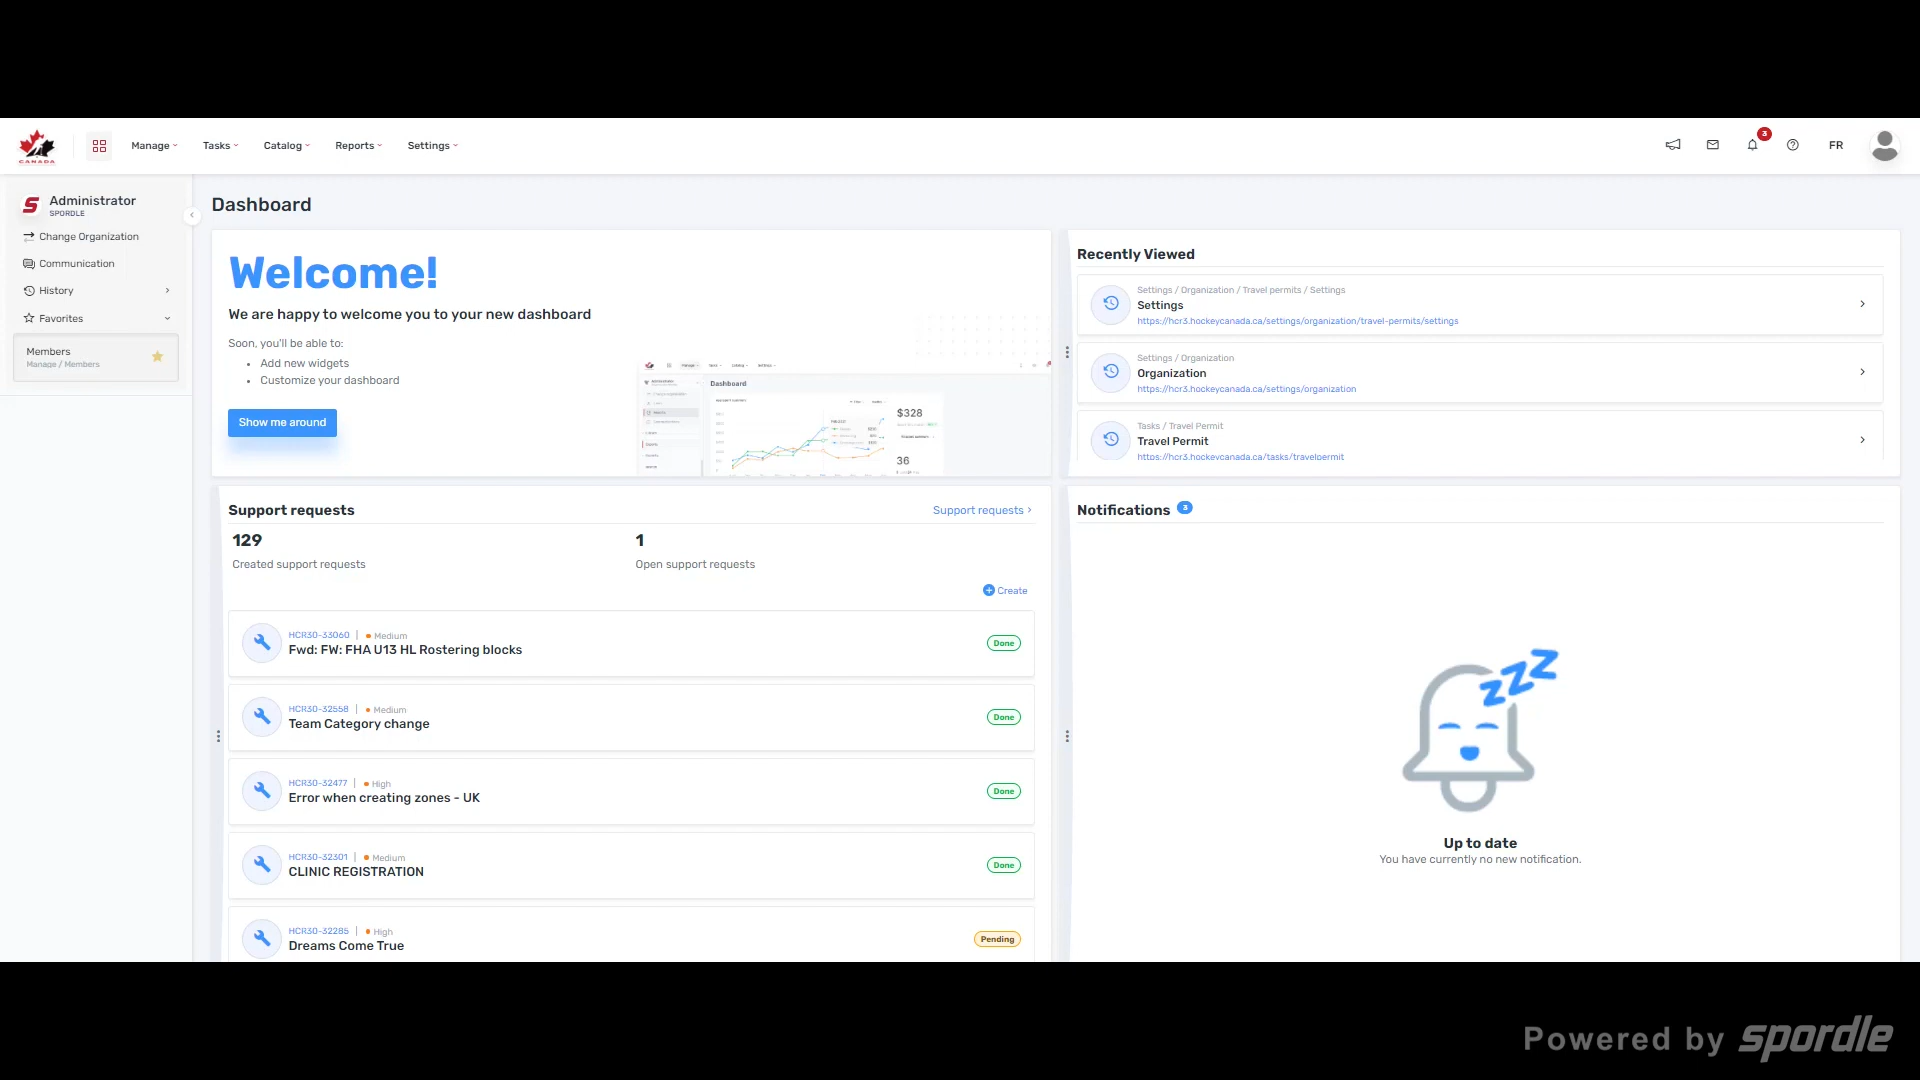 CANADA
Manage
Tasks
Catalog
Reports
Settings
3
FR
Administrator
SPORDLE
Change Organization
Communication
History
Favorites
Members
Manage / Members
Dashboard
Welcome!
We are happy to welcome you to your new dashboard
Soon, you'll be able to:
• Add new widgets
• Customize your dashboard
Show me around
Dashboard
$328
36
Recently Viewed
Settings / Organization / Travel permits / Settings
Settings
https://hcr3.hockeycanada.ca/settings/organization/travel-permits/settings
Settings / Organization
Organization
https://hcr3.hockeycanada.ca/settings/organization
Tasks / Travel Permit
Travel Permit
https://hcr3.hockeycanada.ca/tasks/travelpermit
Support requests
Support requests >
129
Created support requests
1
Open support requests
Create
HCR30-33060 | Medium
Fwd: FW: FHA U13 HL Rostering blocks
Done
HCR30-32558 | Medium
Team Category change
Done
HCR30-32477 | High
Error when creating zones - UK
Done
HCR30-32301 | Medium
CLINIC REGISTRATION
Done
HCR30-32285 | High
Dreams Come True
Pending
Notifications 3
zzz
Up to date
You have currently no new notification.
Powered by spordle